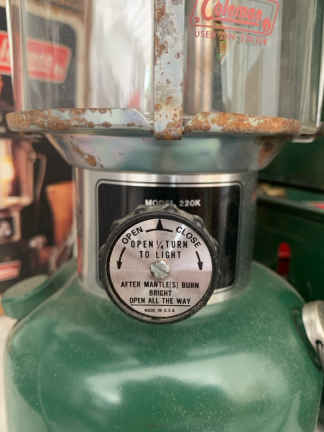 Coleman
MODEL 220K
OPEN CLOSE
OPEN ¼ TURN
TO LIGHT
AFTER MANTLE(S) BURN
BRIGHT
OPEN ALL THE WAY
MADE IN U.S.A.